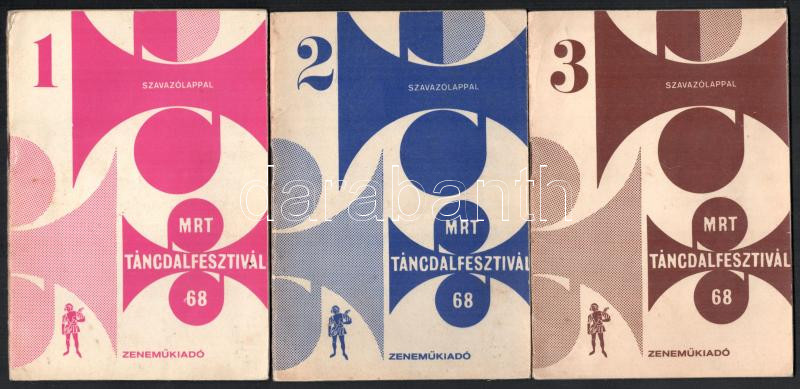 1
SZAVAZÓLAPPAL
MRT
TÁNCDALFESZTIVÁL
68
ZENEMŰKIADÓ
2
SZAVAZÓLAPPAL
MRT
TÁNCDALFESZTIVÁL
68
ZENEMŰKIADÓ
3
SZAVAZÓLAPPAL
MRT
TÁNCDALFESZTIVÁL
68
ZENEMŰKIADÓ
darabanth